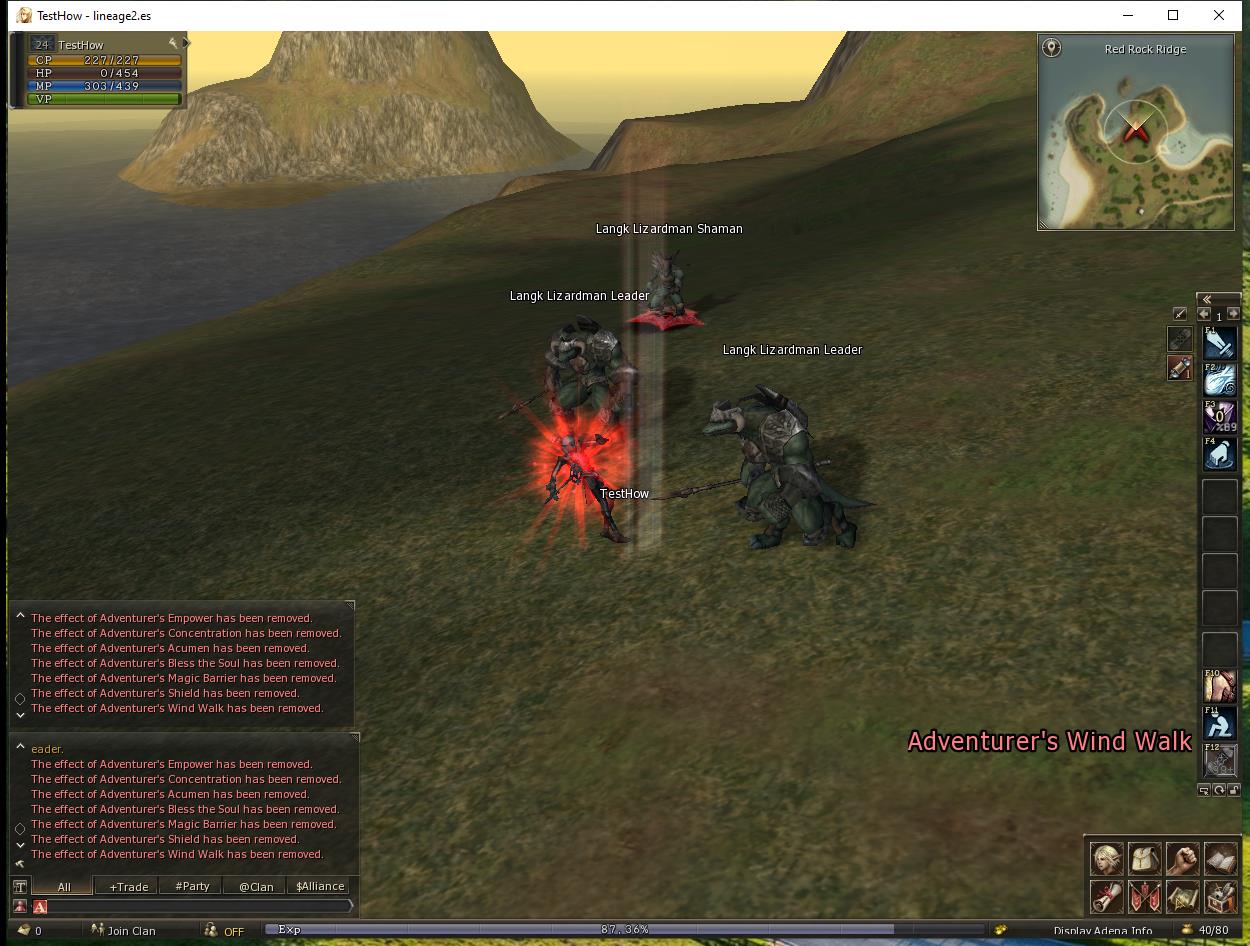 TestHow - lineage2.es
24 TestHow
CP 227/227
HP 0/454
MP 303/439
VP
Red Rock Ridge
Langk Lizardman Shaman
Langk Lizardman Leader
Langk Lizardman Leader
TestHow
1
F1
1
F2
F3
0
%89
F4
F10
F11
F12
99+
The effect of Adventurer's Empower has been removed.
The effect of Adventurer's Concentration has been removed.
The effect of Adventurer's Acumen has been removed.
The effect of Adventurer's Bless the Soul has been removed.
The effect of Adventurer's Magic Barrier has been removed.
The effect of Adventurer's Shield has been removed.
The effect of Adventurer's Wind Walk has been removed.
Adventurer's Wind Walk
eader.
The effect of Adventurer's Empower has been removed.
The effect of Adventurer's Concentration has been removed.
The effect of Adventurer's Acumen has been removed.
The effect of Adventurer's Bless the Soul has been removed.
The effect of Adventurer's Magic Barrier has been removed.
The effect of Adventurer's Shield has been removed.
The effect of Adventurer's Wind Walk has been removed.
T All +Trade #Party @Clan $Alliance
A
0 Join Clan OFF Exp 87.36% Display Adena Info 40/80